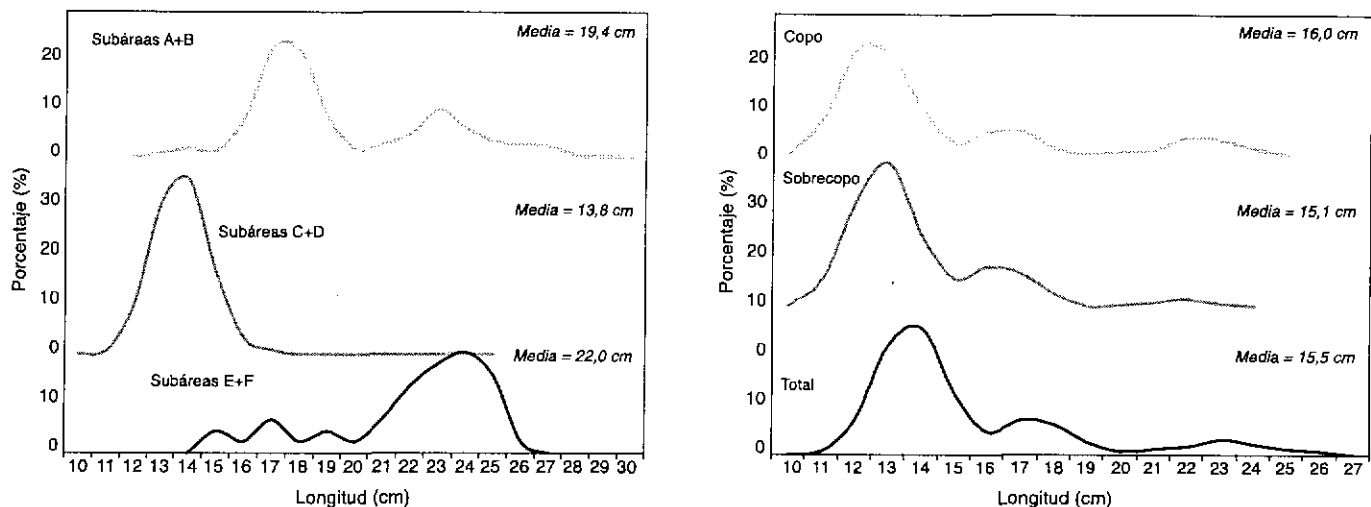 Subáraas A+B
Media = 19,4 cm
20
10
0
30
Media = 13,8 cm
Subáreas C+D
20
10
0
Media = 22,0 cm
Subáreas E+F
10
0
Porcentaje (%)
10 11 12 13 14 15 16 17 18 19 20 21 22 23 24 25 26 27 28 29 30
Longitud (cm)
Copo
Media = 16,0 cm
20
10
0
Sobrecopo
30
Media = 15,1 cm
20
10
0
Media = 15,5 cm
Total
10
0
Porcentaje (%)
10 11 12 13 14 15 16 17 18 19 20 21 22 23 24 25 26 27
Longitud (cm)